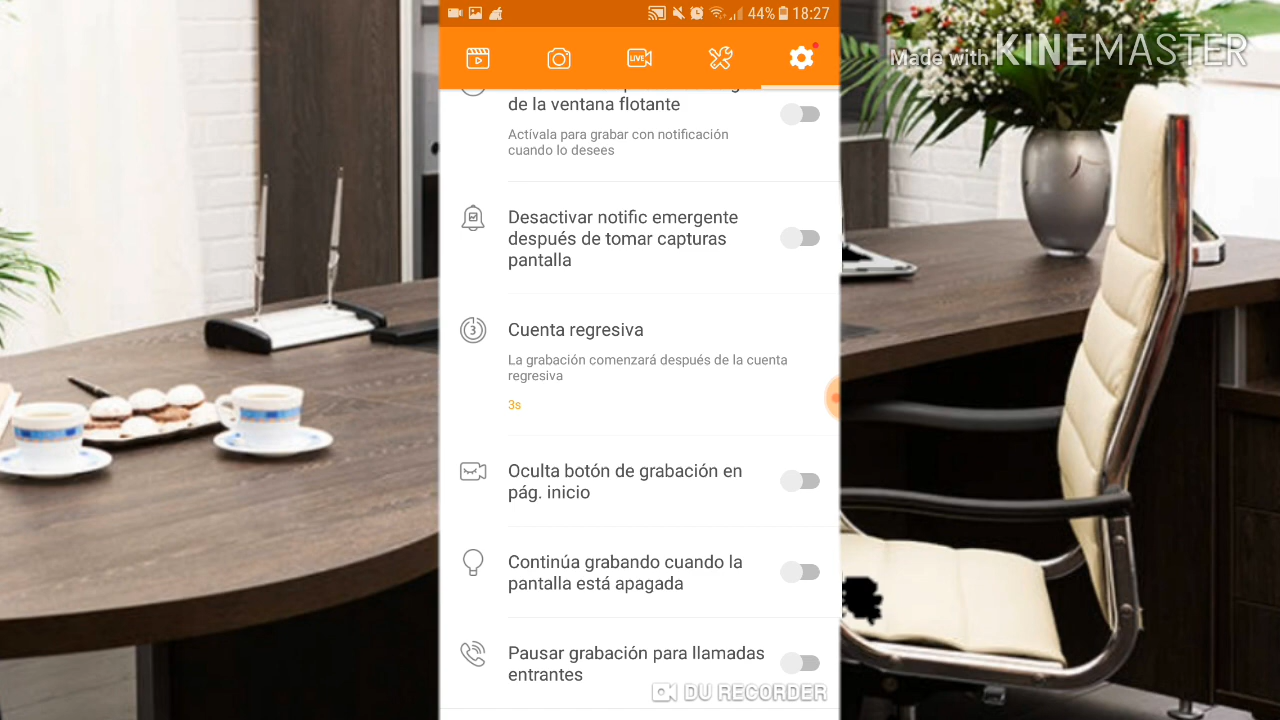 44% 18:27
LIVE
Made with KINEMASTER
de la ventana flotante
Actívala para grabar con notificación
cuando lo desees
Desactivar notific emergente
después de tomar capturas
pantalla
3
Cuenta regresiva
La grabación comenzará después de la cuenta
regresiva
3s
Oculta botón de grabación en
pág. inicio
Continúa grabando cuando la
pantalla está apagada
Pausar grabación para llamadas
entrantes
DU RECORDER